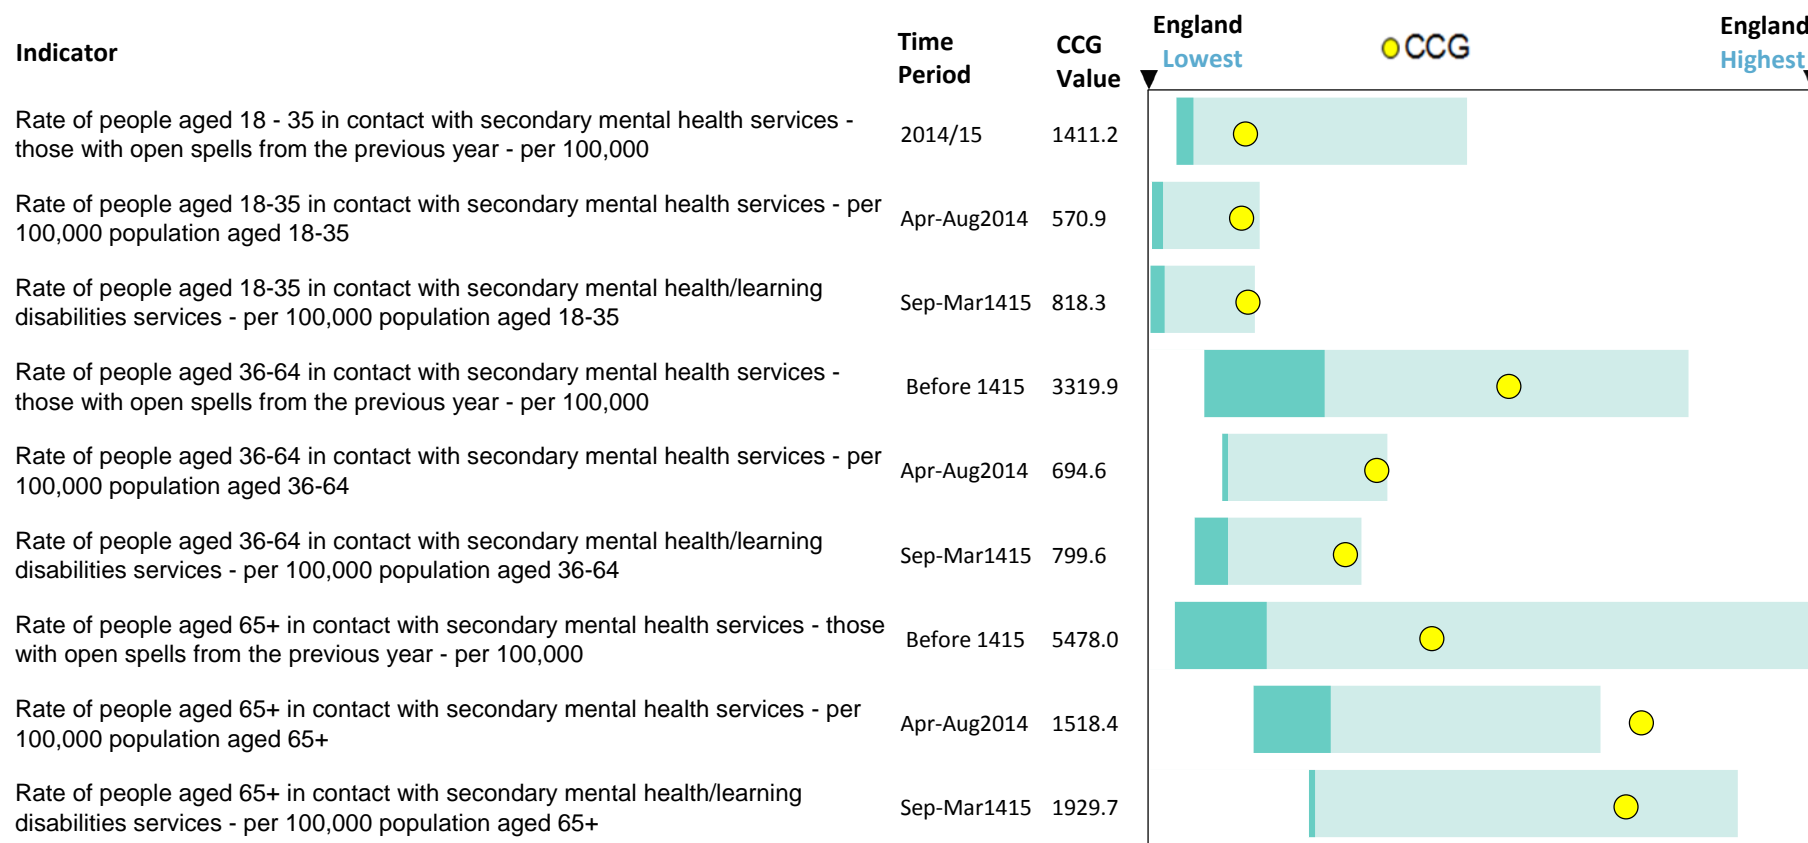 Indicator
Time Period
CCG Value
England Lowest
CCG
England Highest
Rate of people aged 18 - 35 in contact with secondary mental health services -
those with open spells from the previous year - per 100,000
2014/15 1411.2
Rate of people aged 18-35 in contact with secondary mental health services - per
100,000 population aged 18-35
Apr-Aug2014 570.9
Rate of people aged 18-35 in contact with secondary mental health/learning
disabilities services - per 100,000 population aged 18-35
Sep-Mar1415 818.3
Rate of people aged 36-64 in contact with secondary mental health services -
those with open spells from the previous year - per 100,000
Before 1415 3319.9
Rate of people aged 36-64 in contact with secondary mental health services - per
100,000 population aged 36-64
Apr-Aug2014 694.6
Rate of people aged 36-64 in contact with secondary mental health/learning
disabilities services - per 100,000 population aged 36-64
Sep-Mar1415 799.6
Rate of people aged 65+ in contact with secondary mental health services - those
with open spells from the previous year - per 100,000
Before 1415 5478.0
Rate of people aged 65+ in contact with secondary mental health services - per
100,000 population aged 65+
Apr-Aug2014 1518.4
Rate of people aged 65+ in contact with secondary mental health/learning
disabilities services - per 100,000 population aged 65+
Sep-Mar1415 1929.7